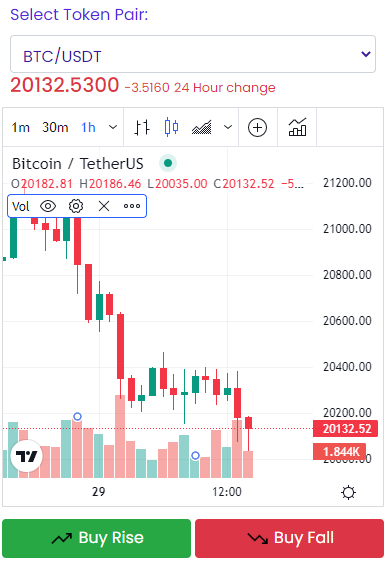 Select Token Pair:
BTC/USDT
20132.5300 -3.5160 24 Hour change
1m 30m 1h
Bitcoin / TetherUS
O20182.81 H20186.46 L20035.00 C20132.52 −5...
Vol
21200.00
21000.00
20800.00
20600.00
20400.00
20200.00
20132.52
1.844K
20000.00
29 12:00
Buy Rise Buy Fall